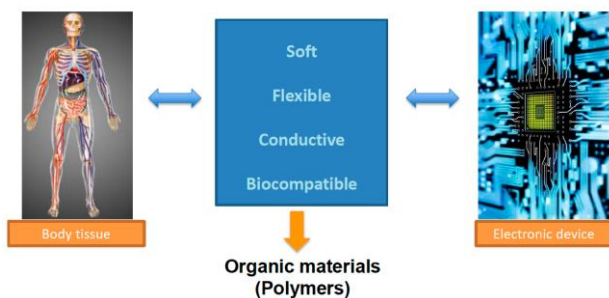 Soft
Flexible
Conductive
Biocompatible
Body tissue
Electronic device
Organic materials
(Polymers)